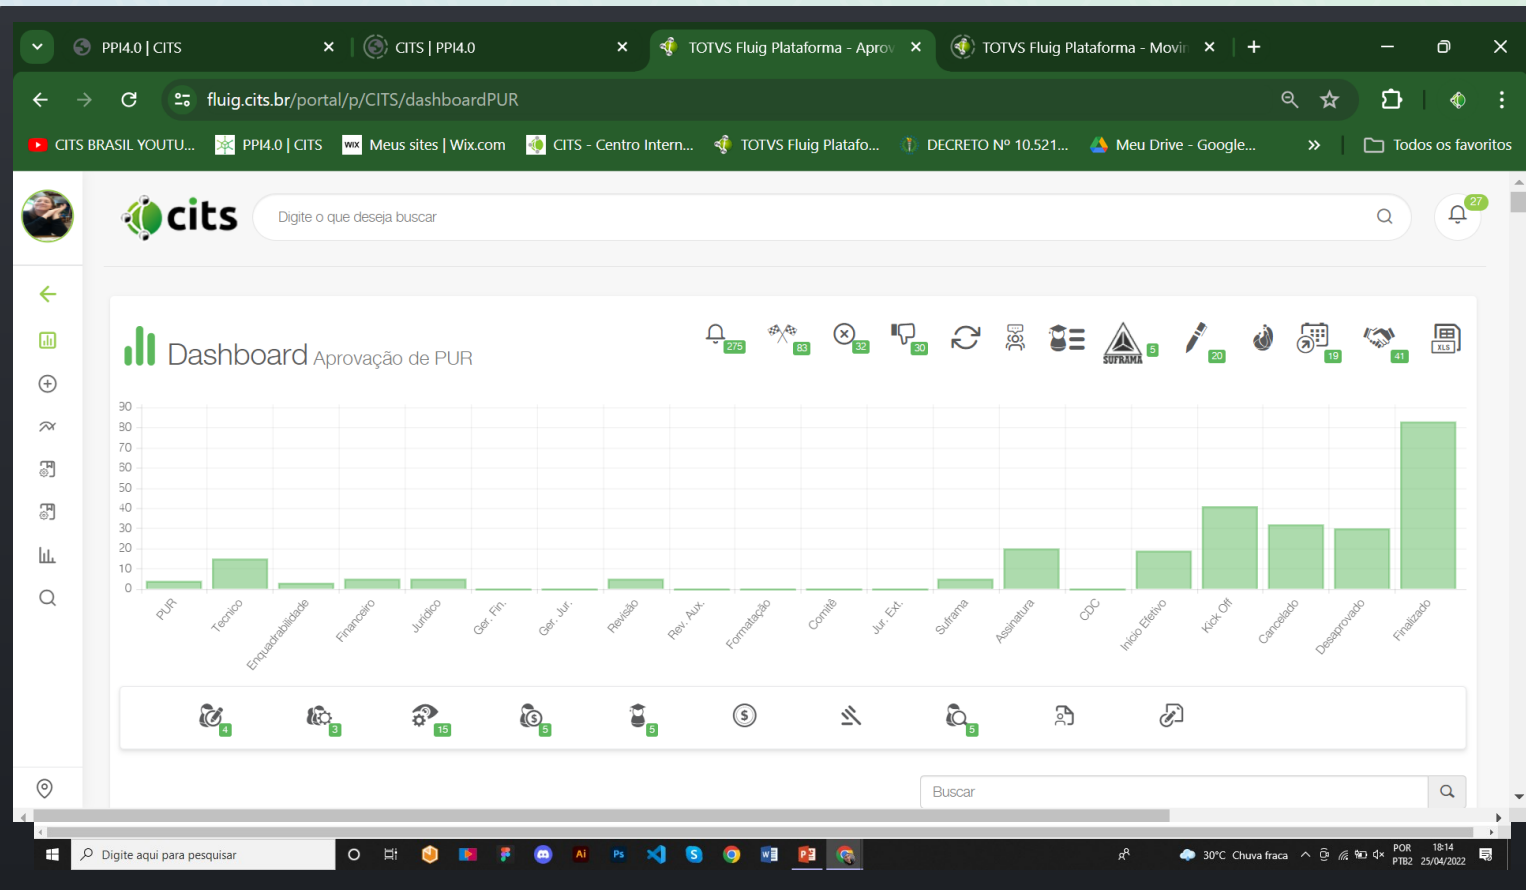 PPI4.0 | CITS
CITS | PPI4.0
TOTVS Fluig Plataforma - Aprov
TOTVS Fluig Plataforma - Movin
fluig.cits.br/portal/p/CITS/dashboardPUR
CITS BRASIL YOUTU...
PPI4.0 | CITS
WIX Meus sites | Wix.com
CITS - Centro Intern...
TOTVS Fluig Platafo...
DECRETO Nº 10.521...
Meu Drive - Google...
Todos os favoritos
cits
Digite o que deseja buscar
27
Dashboard Aprovação de PUR
275
83
32
30
SUFRAMA
5
20
19
41
XLS
90
80
70
60
50
40
30
20
10
0
PUR
Tecnico
Enquadrabilidade
Financeiro
Jurídico
Ger. Fin.
Ger. Jur.
Revisão
Rev. Aux.
Formatação
Comitê
Jur. Ext.
Suframa
Assinatura
CDC
Início Efetivo
Kick Off
Cancelado
Desaprovado
Finalizado
4
3
15
5
5
5
Buscar
Digite aqui para pesquisar
Ai
Ps
30°C Chuva fraca
POR
PTB2
18:14
25/04/2022